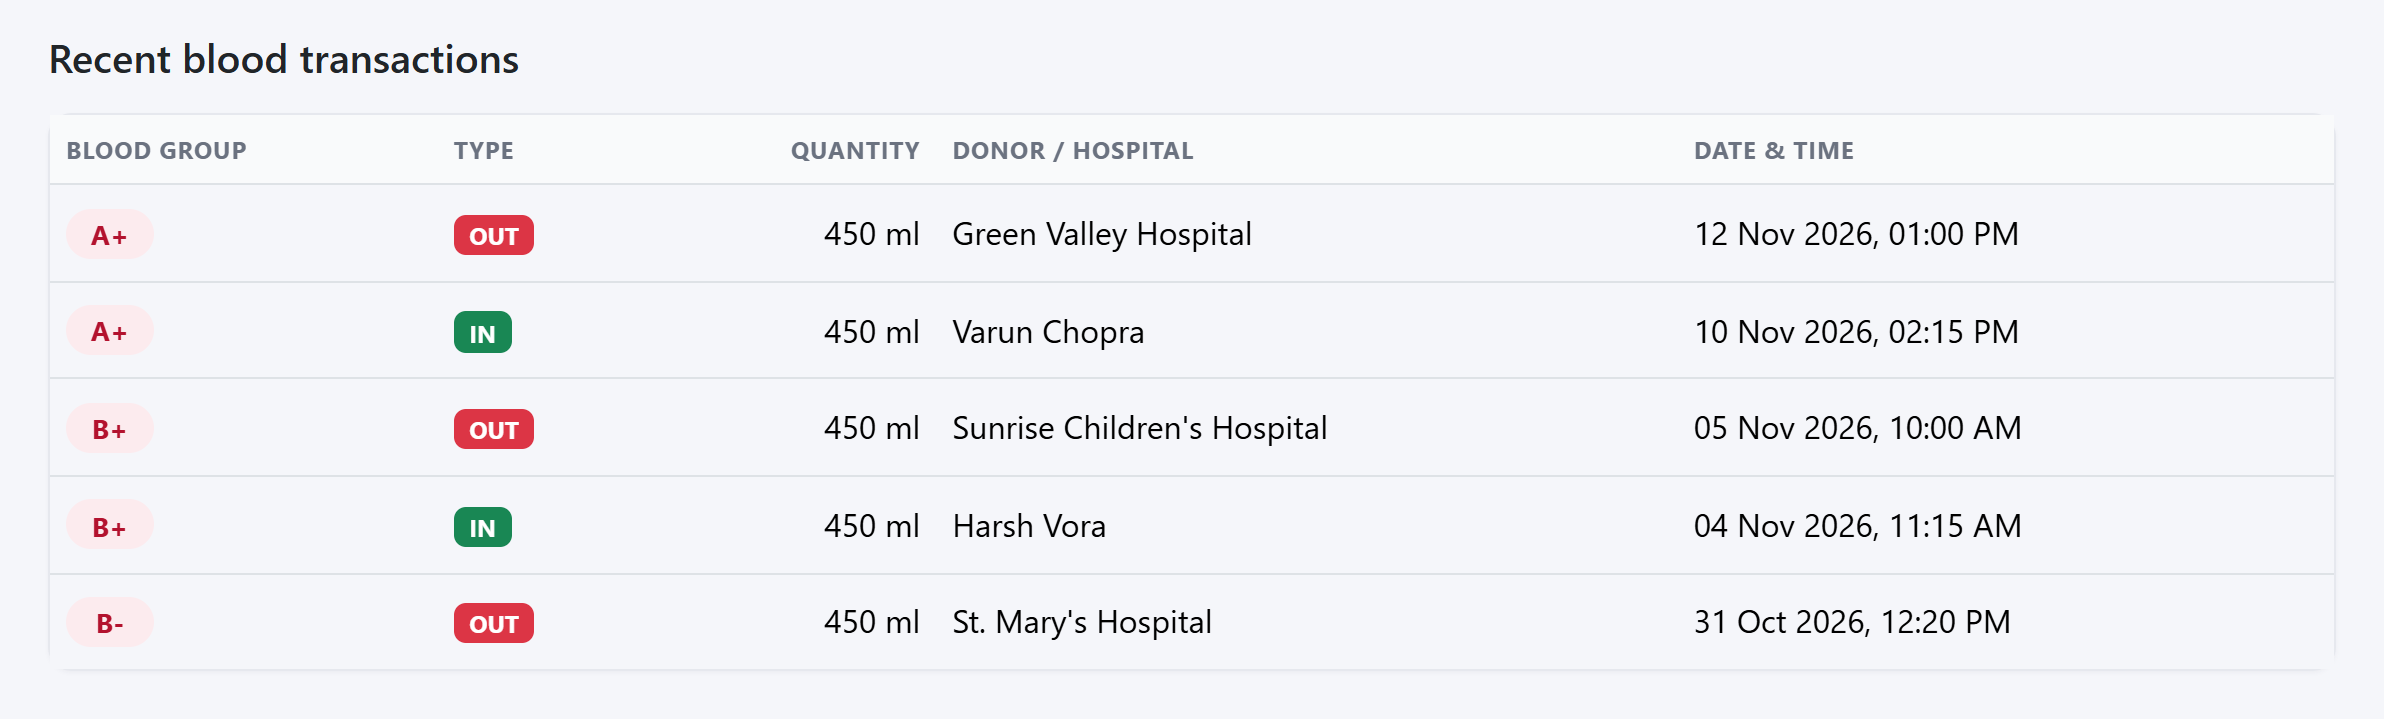 Recent blood transactions
BLOOD GROUP TYPE QUANTITY DONOR / HOSPITAL DATE & TIME
A+ OUT 450 ml Green Valley Hospital 12 Nov 2026, 01:00 PM
A+ IN 450 ml Varun Chopra 10 Nov 2026, 02:15 PM
B+ OUT 450 ml Sunrise Children's Hospital 05 Nov 2026, 10:00 AM
B+ IN 450 ml Harsh Vora 04 Nov 2026, 11:15 AM
B- OUT 450 ml St. Mary's Hospital 31 Oct 2026, 12:20 PM